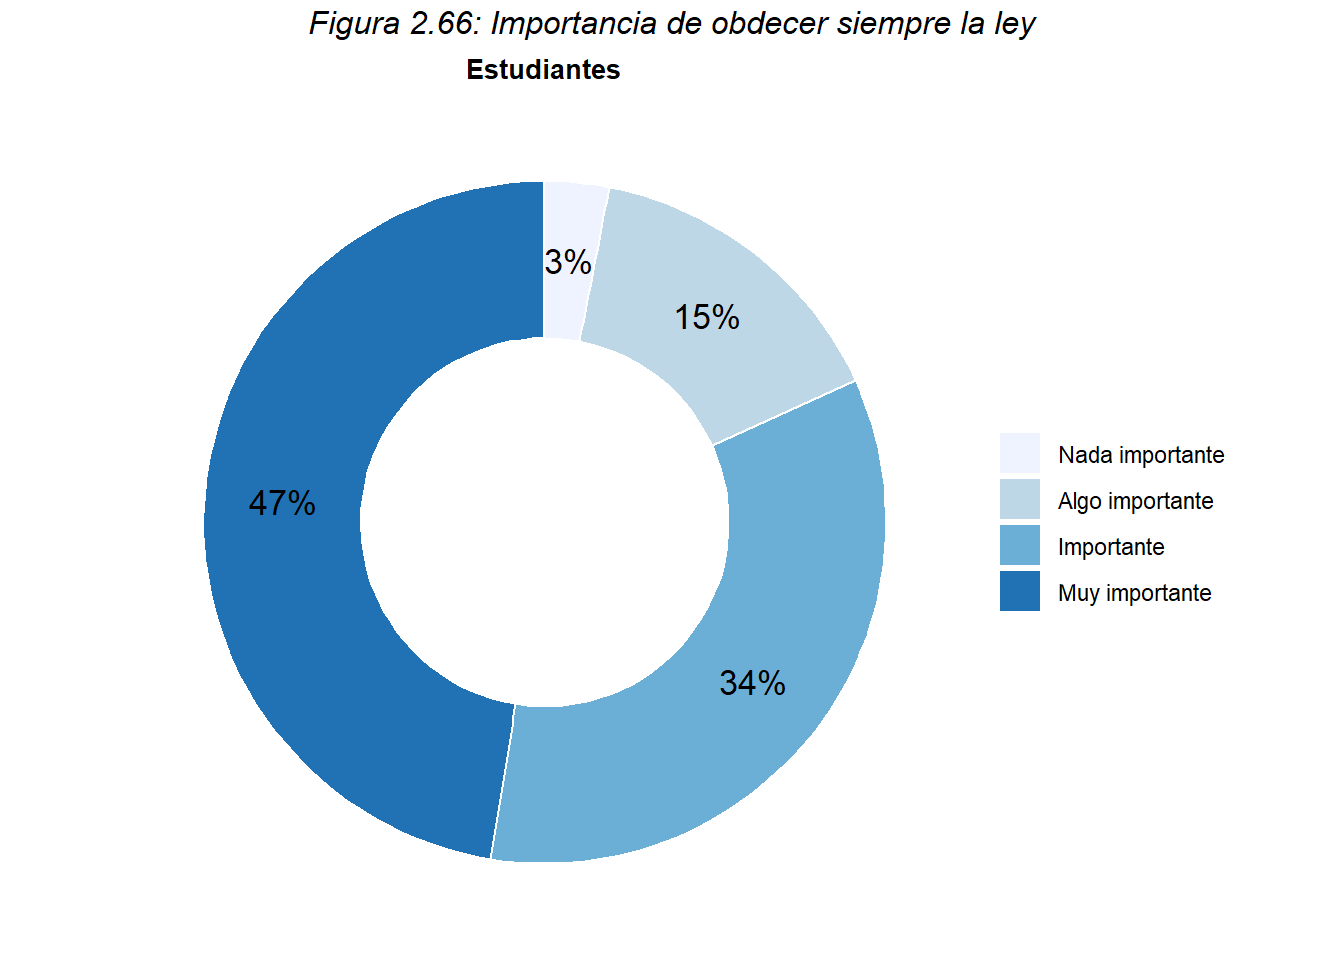 Figura 2.66: Importancia de obdecer siempre la ley
Estudiantes
3%
15%
47%
34%
Nada importante
Algo importante
Importante
Muy importante